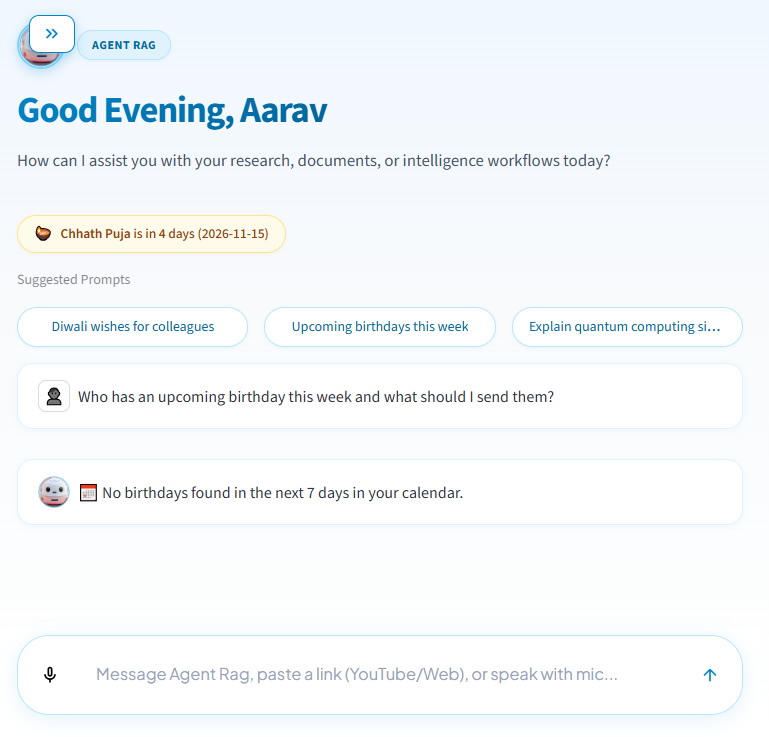 AGENT RAG
Good Evening, Aarav
How can I assist you with your research, documents, or intelligence workflows today?
Chhath Puja is in 4 days (2026-11-15)
Suggested Prompts
Diwali wishes for colleagues
Upcoming birthdays this week
Explain quantum computing si...
Who has an upcoming birthday this week and what should I send them?
No birthdays found in the next 7 days in your calendar.
Message Agent Rag, paste a link (YouTube/Web), or speak with mic...